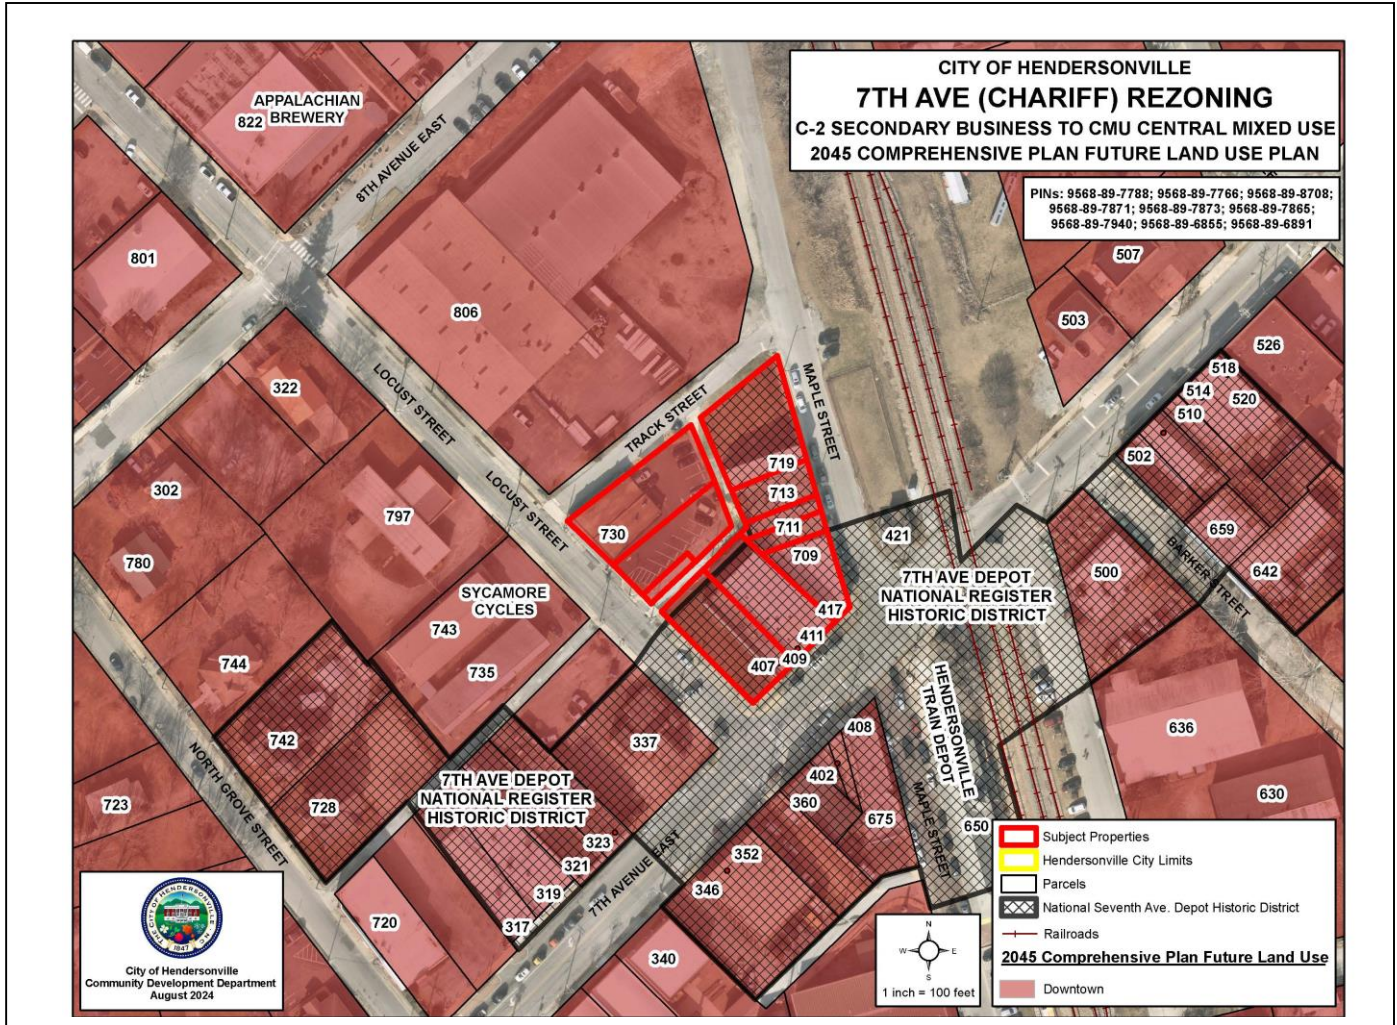 CITY OF HENDERSONVILLE
7TH AVE (CHARIFF) REZONING
C-2 SECONDARY BUSINESS TO CMU CENTRAL MIXED USE
2045 COMPREHENSIVE PLAN FUTURE LAND USE PLAN
PINs: 9568-89-7788; 9568-89-7766; 9568-89-8708;
9568-89-7871; 9568-89-7873; 9568-89-7865;
9568-89-7940; 9568-89-6855; 9568-89-6891
APPALACHIAN
BREWERY
822
8TH AVENUE EAST
801
806
507
503
322
LOCUST STREET
TRACK STREET
MAPLE STREET
526
518
514
520
510
502
302
797
LOCUST STREET
719
713
711
709
730
421
659
BARKER STREET
642
780
SYCAMORE
CYCLES
743
735
744
7TH AVE DEPOT
NATIONAL REGISTER
HISTORIC DISTRICT
500
417
411
409
407
HENDERSONVILLE
TRAIN DEPOT
742
337
408
402
360
675
MAPLE STREET
650
636
630
NORTH GROVE STREET
723
728
7TH AVE DEPOT
NATIONAL REGISTER
HISTORIC DISTRICT
323
321
319
317
7TH AVENUE EAST
352
346
720
340
THE CITY OF HENDERSONVILLE N.C.
1847
City of Hendersonville
Community Development Department
August 2024
N
W
E
S
1 inch = 100 feet
Subject Properties
Hendersonville City Limits
Parcels
National Seventh Ave. Depot Historic District
Railroads
2045 Comprehensive Plan Future Land Use
Downtown